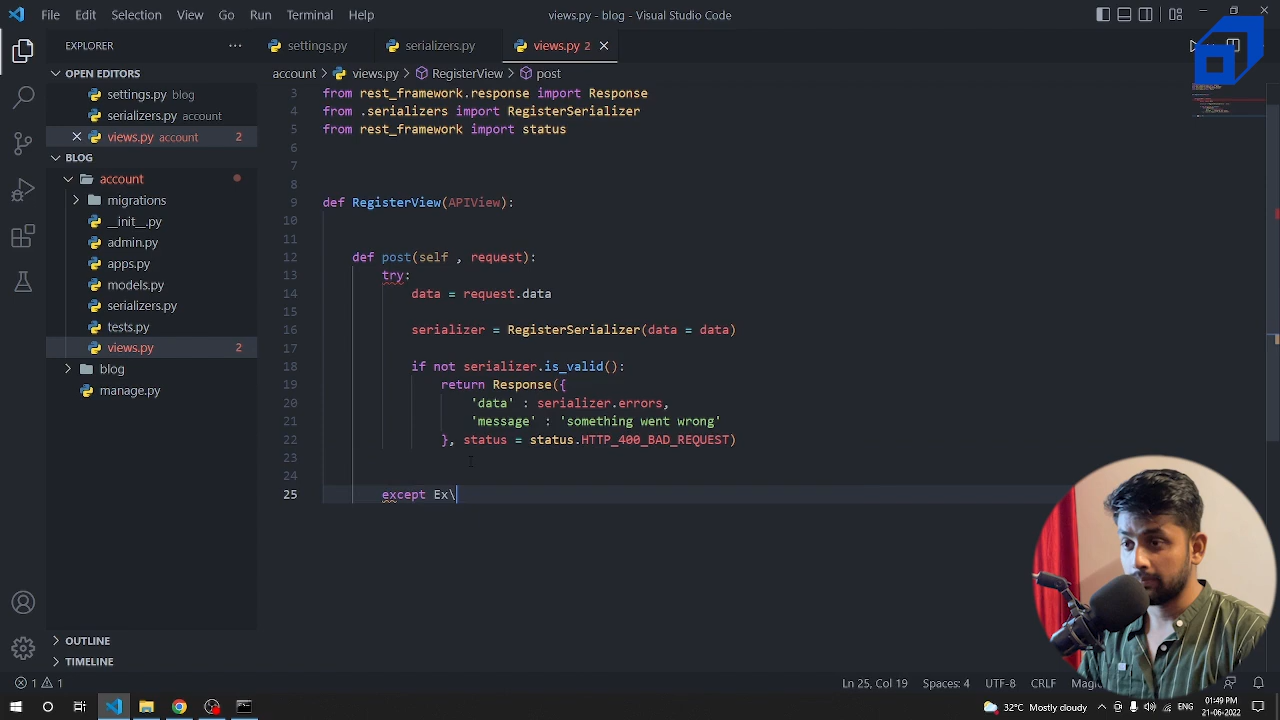 File Edit Selection View Go Run Terminal Help views.py - blog - Visual Studio Code
EXPLORER
OPEN EDITORS
settings.py blog
serializers.py account
views.py account 2
BLOG
account
migrations
__init__.py
admin.py
apps.py
models.py
serializers.py
tests.py
views.py 2
blog
manage.py
OUTLINE
TIMELINE
settings.py serializers.py views.py 2
account > views.py > RegisterView > post
3 from rest_framework.response import Response
4 from .serializers import RegisterSerializer
5 from rest_framework import status
6
7
8
9 def RegisterView(APIView):
10
11
12 def post(self , request):
13 try:
14 data = request.data
15
16 serializer = RegisterSerializer(data = data)
17
18 if not serializer.is_valid():
19 return Response({
20 'data' : serializer.errors,
21 'message' : 'something went wrong'
22 }, status = status.HTTP_400_BAD_REQUEST)
23
24
25 except Ex\
1 1 Ln 25, Col 19 Spaces: 4 UTF-8 CRLF
32°C Mostly cloudy 01:49 PM
21-06-2022